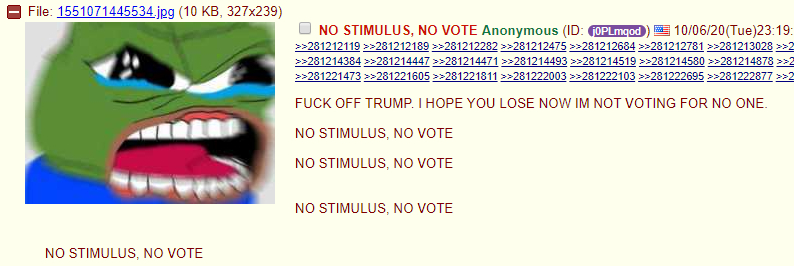 File: 1551071445534.jpg (10 KB, 327x239)
NO STIMULUS, NO VOTE Anonymous (ID: j0PLmqod) 10/06/20(Tue)23:19:
>>281212119 >>281212189 >>281212282 >>281212475 >>281212684 >>281212781 >>281213028 >>2
>>281214384 >>281214447 >>281214471 >>281214493 >>281214519 >>281214580 >>281214878 >>2
>>281221473 >>281221605 >>281221811 >>281222003 >>281222103 >>281222695 >>281222877 >>2
FUCK OFF TRUMP. I HOPE YOU LOSE NOW IM NOT VOTING FOR NO ONE.
NO STIMULUS, NO VOTE
NO STIMULUS, NO VOTE
NO STIMULUS, NO VOTE
NO STIMULUS, NO VOTE